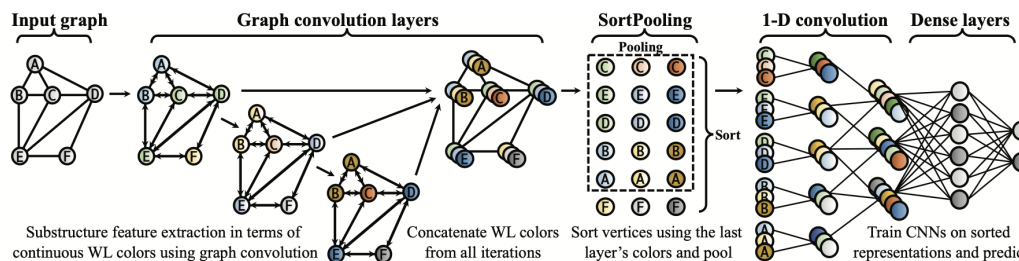 Input graph
Graph convolution layers
SortPooling
1-D convolution
Dense layers
A
B C D
E F
A
B C D
E F
A
B C D
E F
A
B C D
E F
A
B C D
E F
Pooling
C C C
E E E
D D D
B B B
A A A
F F F
Sort
C
C
C
E
E
E
D
D
D
B
B
B
A
A
A
Substructure feature extraction in terms of
continuous WL colors using graph convolution
Concatenate WL colors
from all iterations
Sort vertices using the last
layer's colors and pool
Train CNNs on sorted
representations and predic